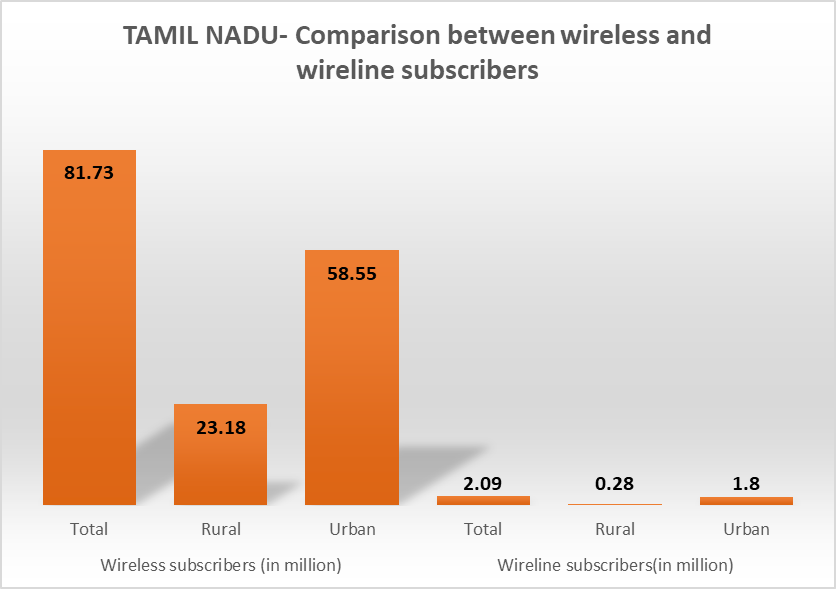 TAMIL NADU- Comparison between wireless and
wireline subscribers
81.73
23.18
58.55
2.09
0.28
1.8
Total Rural Urban Total Rural Urban
Wireless subscribers (in million) Wireline subscribers(in million)